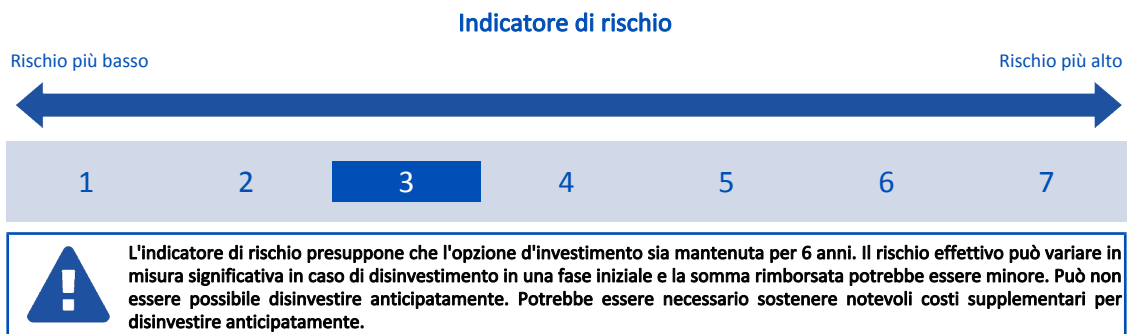 Indicatore di rischio
Rischio più basso
Rischio più alto
1 2 3 4 5 6 7
L'indicatore di rischio presuppone che l'opzione d'investimento sia mantenuta per 6 anni. Il rischio effettivo può variare in
misura significativa in caso di disinvestimento in una fase iniziale e la somma rimborsata potrebbe essere minore. Può non
essere possibile disinvestire anticipatamente. Potrebbe essere necessario sostenere notevoli costi supplementari per
disinvestire anticipatamente.